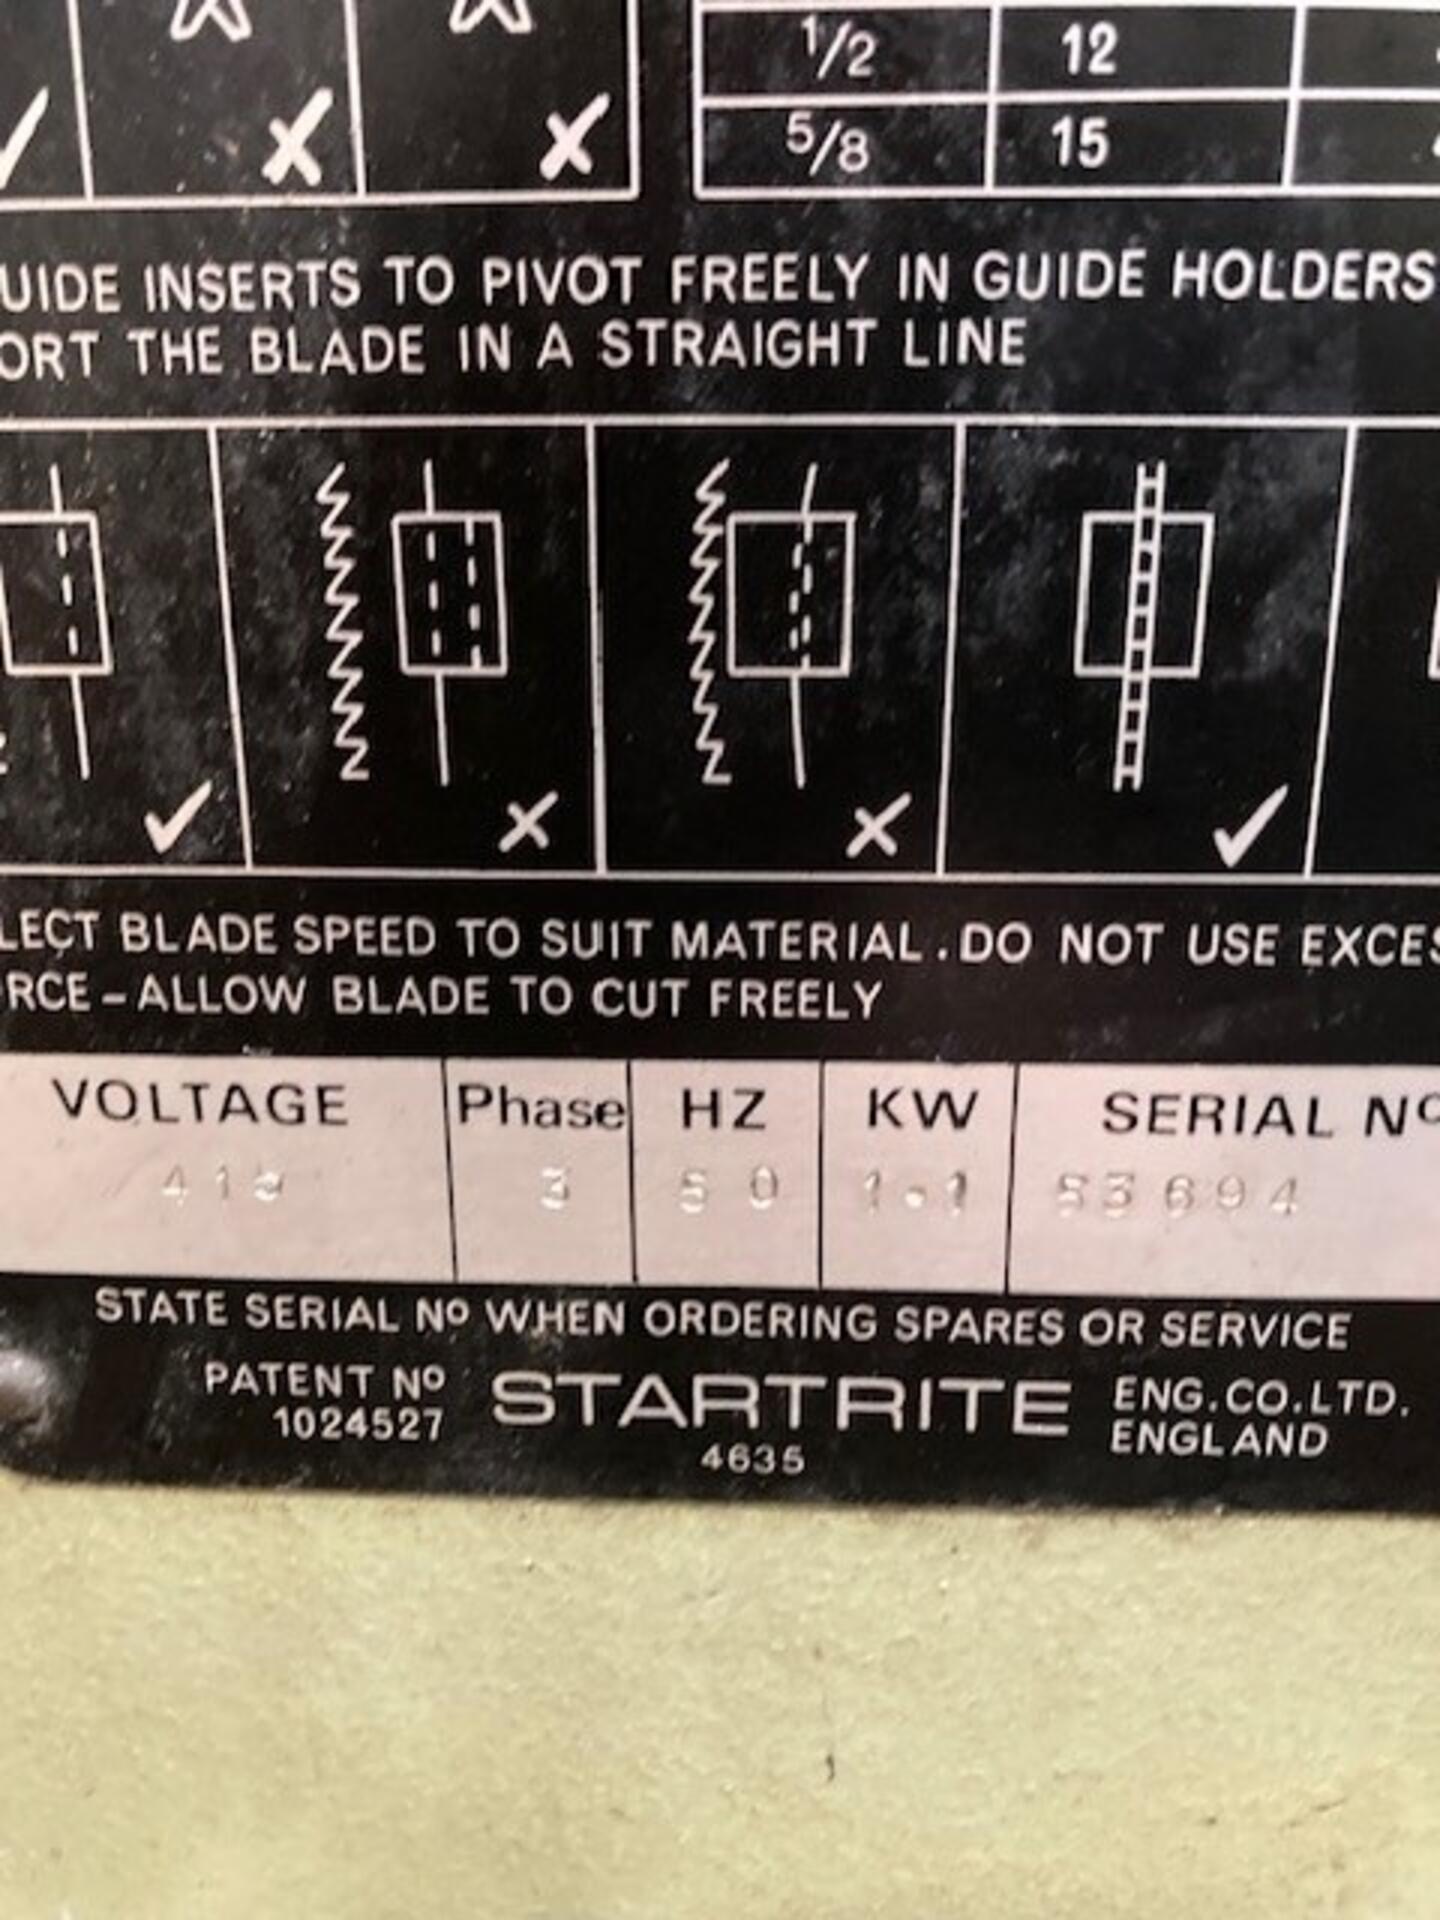 1/2 12
5/8 15
UIDE INSERTS TO PIVOT FREELY IN GUIDE HOLDERS
ORT THE BLADE IN A STRAIGHT LINE
LECT BLADE SPEED TO SUIT MATERIAL. DO NOT USE EXCES
RCE - ALLOW BLADE TO CUT FREELY
VOLTAGE Phase HZ KW SERIAL Nº
3 50 1.1 53694
STATE SERIAL Nº WHEN ORDERING SPARES OR SERVICE
PATENT Nº STARTRITE ENG.CO.LTD.
1024527 4635 ENGLAND